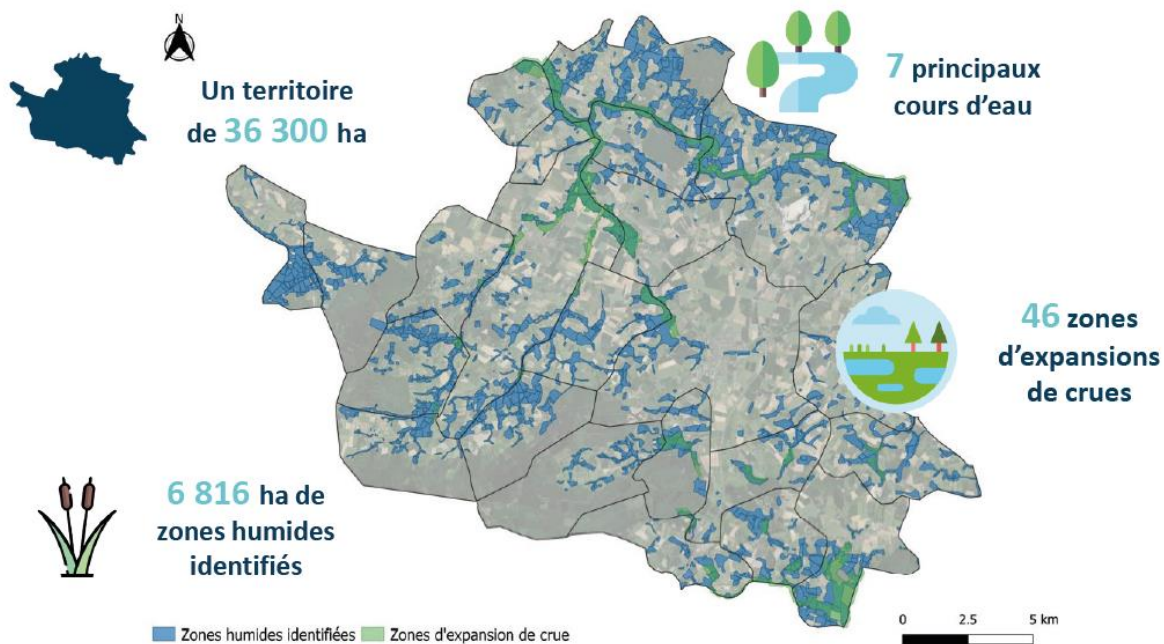 N
Un territoire
de 36 300 ha
7 principaux
cours d'eau
46 zones
d'expansions
de crues
6 816 ha de
zones humides
identifiés
Zones humides identifiées
Zones d'expansion de crue
0 2.5 5 km